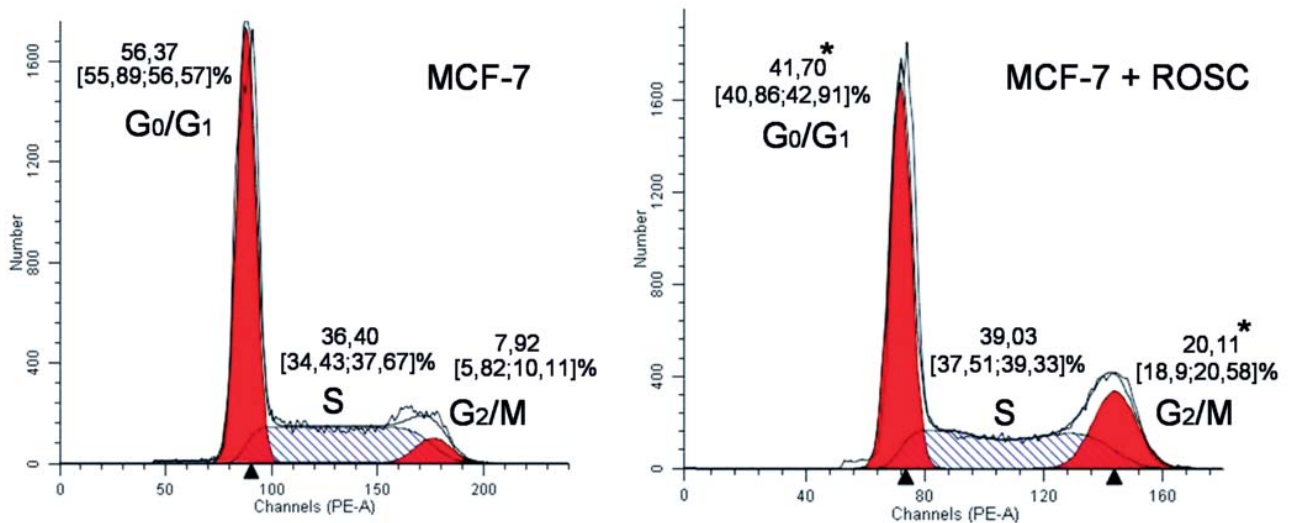 56,37
[55,89;56,57]%
G0/G1
MCF-7
36,40
[34,43;37,67]%
S
7,92
[5,82;10,11]%
G2/M
Number
1600
1200
800
400
0
0
50
100
150
200
Channels (PE-A)
41,70*
[40,86;42,91]%
G0/G1
MCF-7 + ROSC
39,03
[37,51;39,33]%
S
20,11*
[18,9;20,58]%
G2/M
Number
1600
1200
800
400
0
0
40
80
120
160
Channels (PE-A)